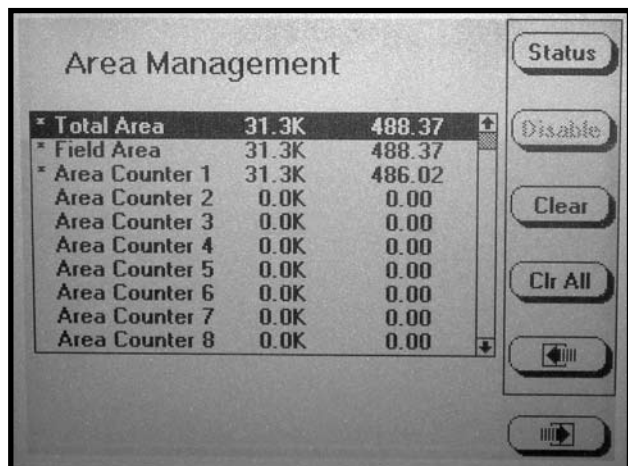 Area Management
* Total Area 31.3K 488.37
* Field Area 31.3K 488.37
* Area Counter 1 31.3K 486.02
Area Counter 2 0.0K 0.00
Area Counter 3 0.0K 0.00
Area Counter 4 0.0K 0.00
Area Counter 5 0.0K 0.00
Area Counter 6 0.0K 0.00
Area Counter 7 0.0K 0.00
Area Counter 8 0.0K 0.00
Status
Disable
Clear
Clr All